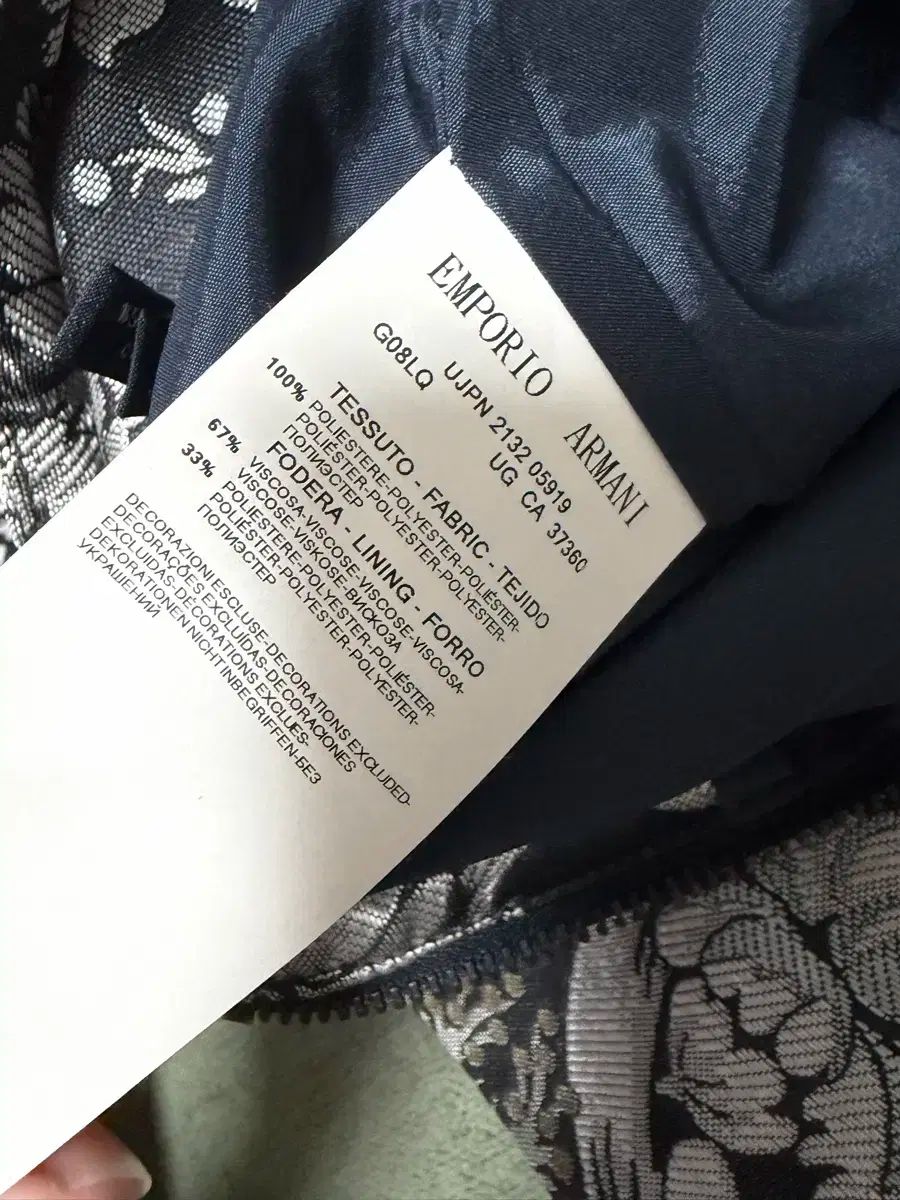 EMPORIO ARMANI
UJPN 2132 05919
G08LQ UG CA 37360
TESSUTO - FABRIC - TEJIDO
100% POLIESTERE-POLYESTER-POLIÉSTER-
POLIÉSTER-POLYESTER-POLYESTER-
ПОЛИЭСТЕР
FODERA - LINING - FORRO
67% VISCOSA-VISCOSE-VISCOSE-VISCOSA-
VISCOSE-VISKOSE-ВИСКОЗА
33% POLIESTERE-POLYESTER-POLIÉSTER-
POLIÉSTER-POLYESTER-POLYESTER-
ПОЛИЭСТЕР
DECORAZIONI ESCLUSE-DECORATIONS EXCLUDED-
DECORAÇÕES EXCLUÍDAS-DECORACIONES
EXCLUIDAS-DECORATIONS EXCLUES-
DEKORATIONEN NICHT INBEGRIFFEN-БЕЗ
УКРАШЕНИЙ